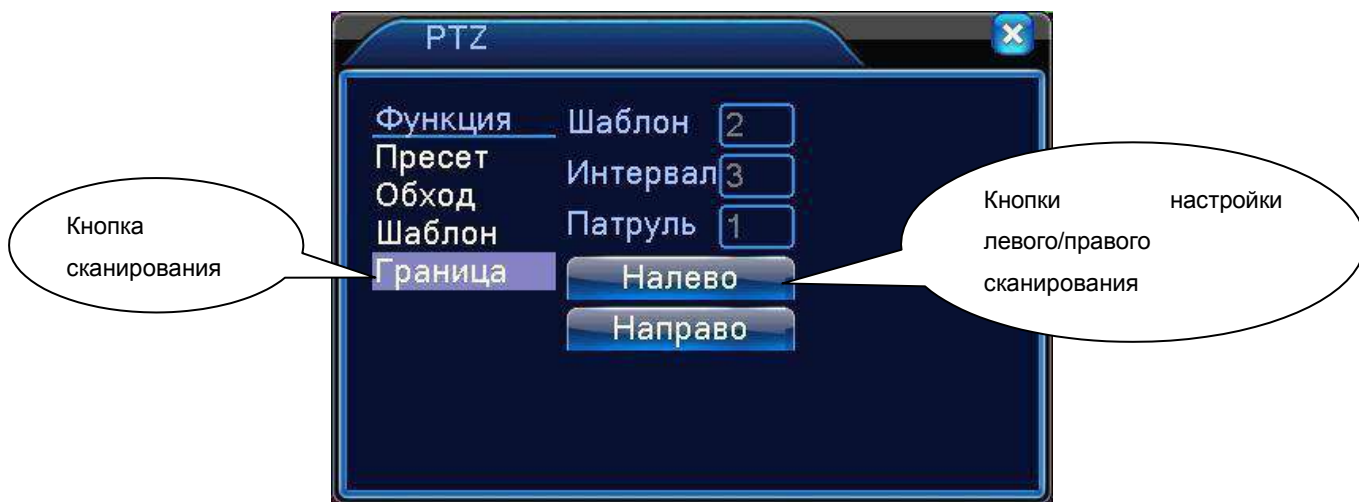 PTZ
Функция
Пресет
Обход
Шаблон
Граница
Шаблон 2
Интервал 3
Патруль 1
Налево
Направо
Кнопка
сканирования
Кнопки настройки
левого/правого
сканирования